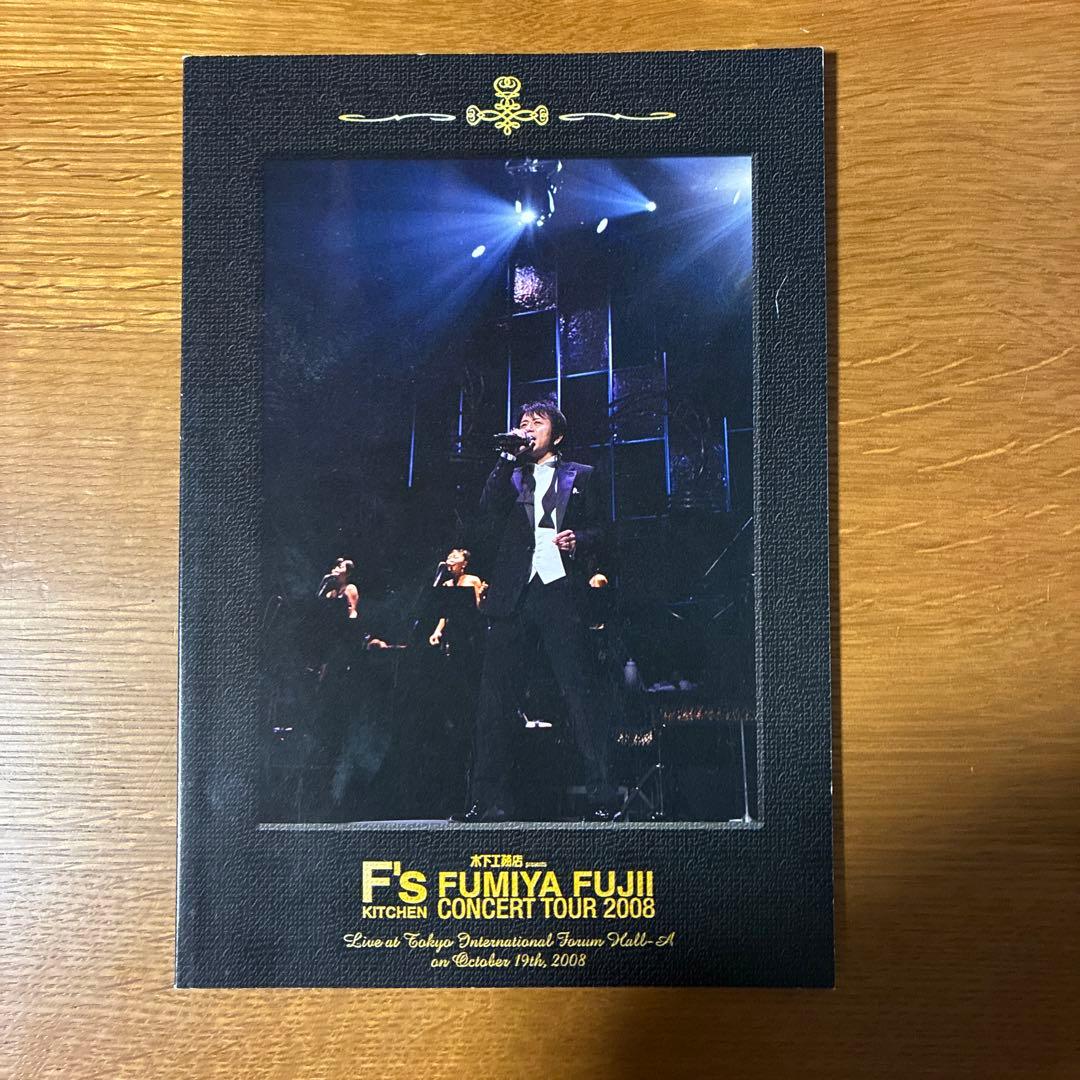 木下工務店 presents
F's KITCHEN
FUMIYA FUJII
CONCERT TOUR 2008
Live at Tokyo International Forum Hall-A
on October 19th, 2008